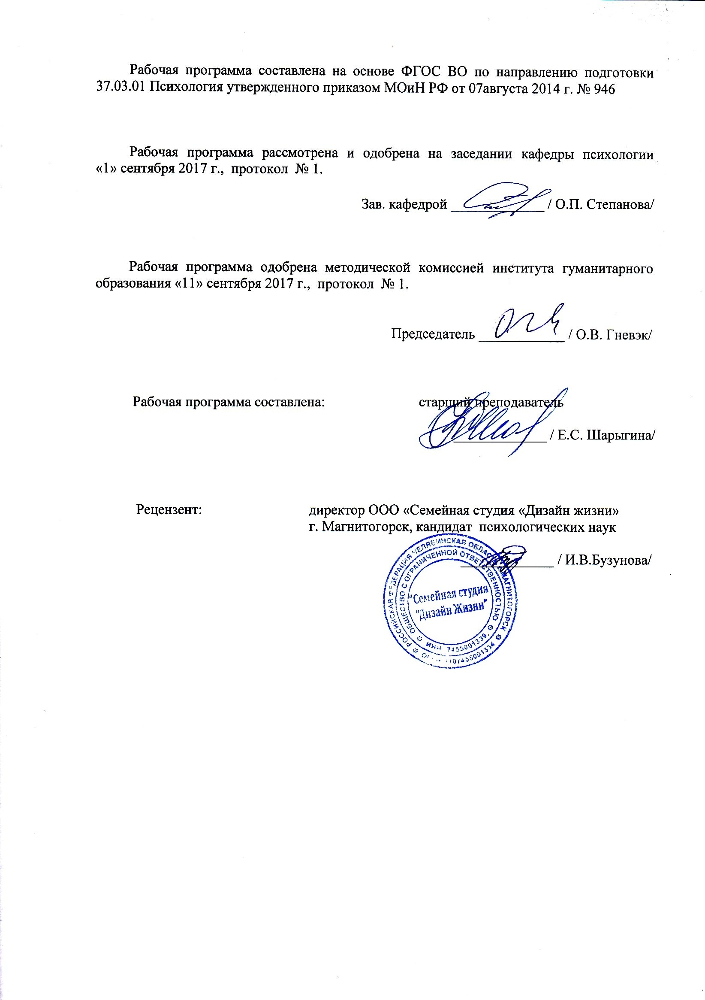 Рабочая программа составлена на основе ФГОС ВО по направлению подготовки
37.03.01 Психология утвержденного приказом МОиН РФ от 07августа 2014 г. № 946
Рабочая программа рассмотрена и одобрена на заседании кафедры психологии
«1» сентября 2017 г., протокол № 1.
Зав. кафедрой ____________ / О.П. Степанова/
Рабочая программа одобрена методической комиссией института гуманитарного
образования «11» сентября 2017 г., протокол № 1.
Председатель ____________ / О.В. Гневэк/
Рабочая программа составлена: старший преподаватель
____________ / Е.С. Шарыгина/
Рецензент: директор ООО «Семейная студия «Дизайн жизни»
г. Магнитогорск, кандидат психологических наук
____________ / И.В.Бузунова/
РОССИЙСКАЯ ФЕДЕРАЦИЯ ЧЕЛЯБИНСКАЯ ОБЛАСТЬ МАГНИТОГОРСК
ОБЩЕСТВО С ОГРАНИЧЕННОЙ ОТВЕТСТВЕННОСТЬЮ
"Семейная студия
"Дизайн Жизни"
ИНН 7455001339.
1107455001334